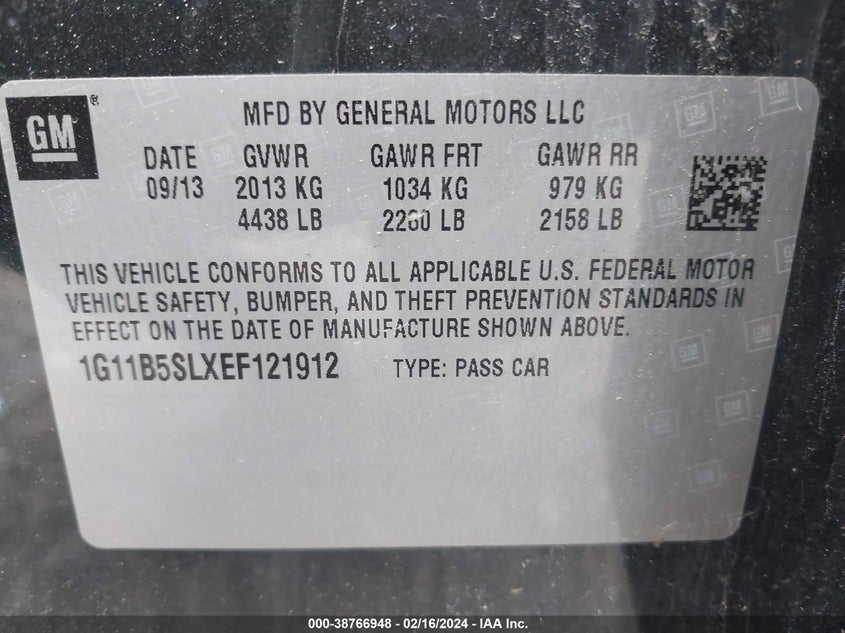 GM®
MFD BY GENERAL MOTORS LLC
DATE GVWR GAWR FRT GAWR RR
09/13 2013 KG 1034 KG 979 KG
4438 LB 2280 LB 2158 LB
THIS VEHICLE CONFORMS TO ALL APPLICABLE U.S. FEDERAL MOTOR
VEHICLE SAFETY, BUMPER, AND THEFT PREVENTION STANDARDS IN
EFFECT ON THE DATE OF MANUFACTURE SHOWN ABOVE.
1G11B5SLXEF121912 TYPE: PASS CAR
000-38766948 - 02/16/2024 - IAA Inc.